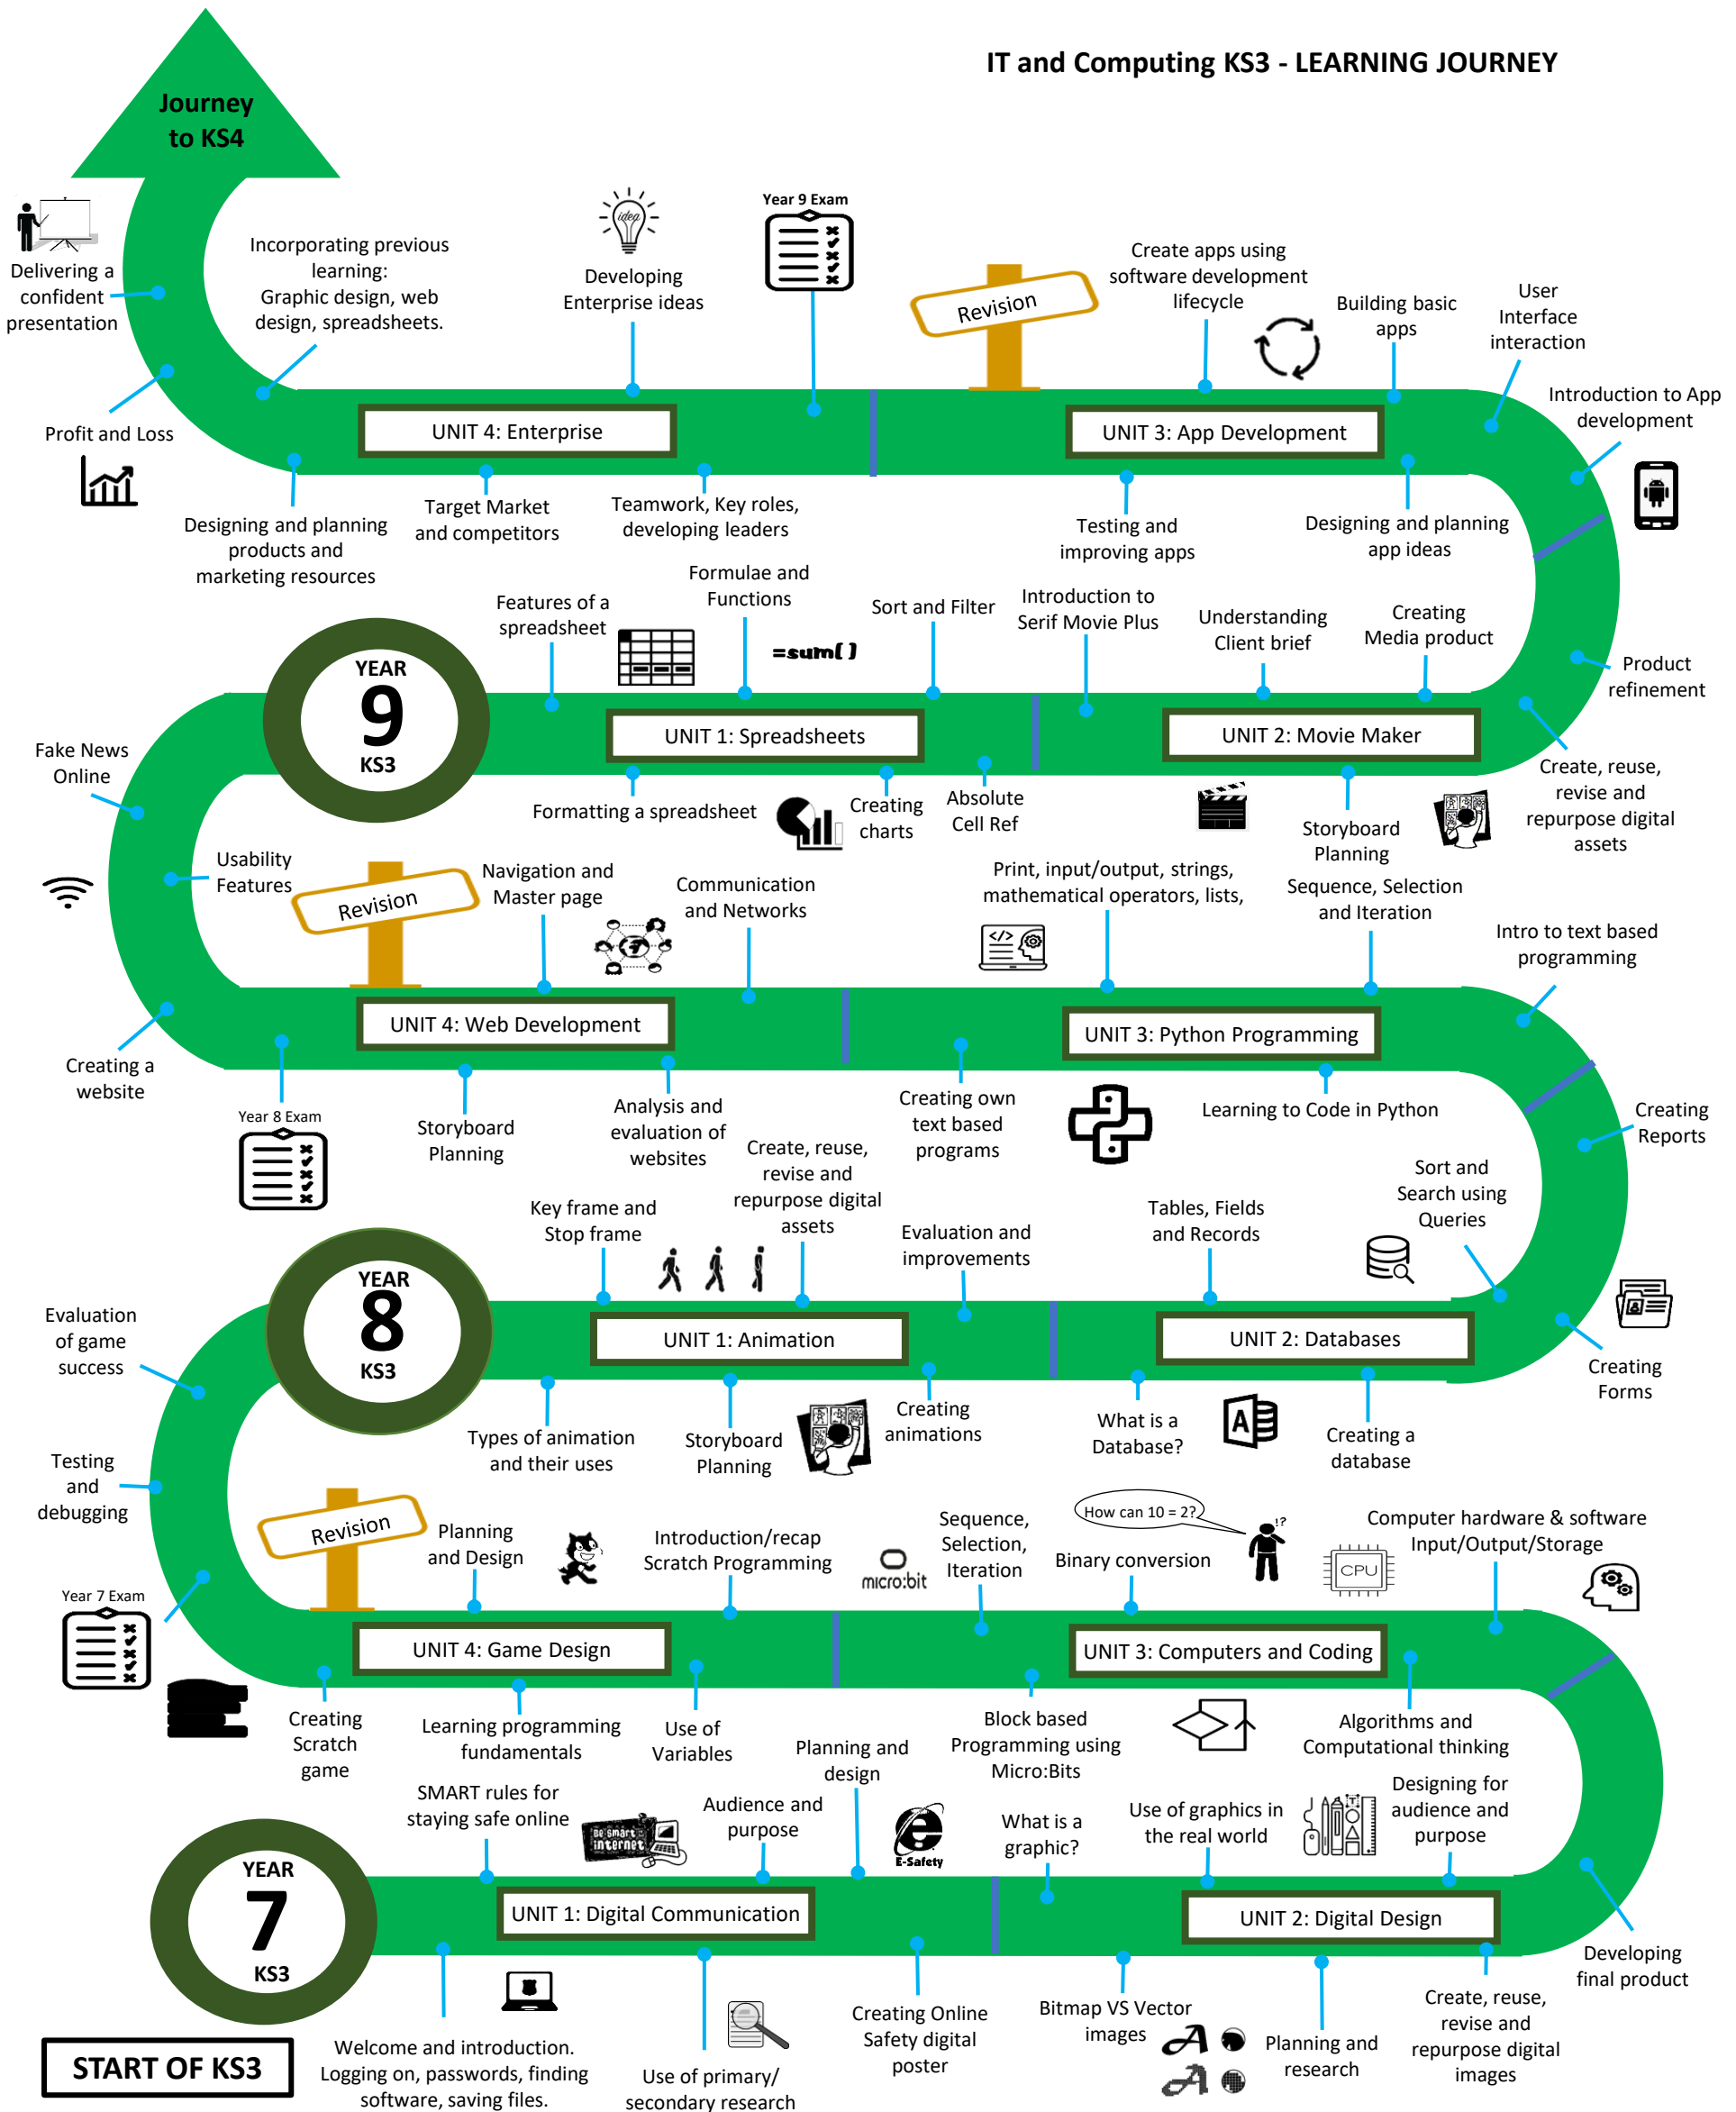 IT and Computing KS3 - LEARNING JOURNEY
Journey
to KS4
Delivering a
confident
presentation
Incorporating previous
learning:
Graphic design, web
design, spreadsheets.
idea
Developing
Enterprise ideas
Year 9 Exam
Revision
Create apps using
software development
lifecycle
Building basic
apps
User
Interface
interaction
Introduction to App
development
Profit and Loss
UNIT 4: Enterprise
UNIT 3: App Development
Designing and planning
products and
marketing resources
Target Market
and competitors
Teamwork, Key roles,
developing leaders
Testing and
improving apps
Designing and planning
app ideas
YEAR
9
KS3
Features of a
spreadsheet
Formulae and
Functions
=sum( )
Sort and Filter
Introduction to
Serif Movie Plus
Understanding
Client brief
Creating
Media product
Product
refinement
UNIT 1: Spreadsheets
UNIT 2: Movie Maker
Formatting a spreadsheet
Creating
charts
Absolute
Cell Ref
Storyboard
Planning
Create, reuse,
revise and
repurpose digital
assets
Fake News
Online
Usability
Features
Revision
Navigation and
Master page
Communication
and Networks
Print, input/output, strings,
mathematical operators, lists,
Sequence, Selection
and Iteration
Intro to text based
programming
UNIT 4: Web Development
UNIT 3: Python Programming
Creating a
website
Year 8 Exam
Storyboard
Planning
Analysis and
evaluation of
websites
Creating own
text based
programs
Learning to Code in Python
Creating
Reports
YEAR
8
KS3
Key frame and
Stop frame
Create, reuse,
revise and
repurpose digital
assets
Evaluation and
improvements
Tables, Fields
and Records
Sort and
Search using
Queries
Creating
Forms
UNIT 1: Animation
UNIT 2: Databases
Types of animation
and their uses
Storyboard
Planning
Creating
animations
What is a
Database?
A
Creating a
database
Evaluation
of game
success
Testing
and
debugging
Revision
Planning
and Design
Introduction/recap
Scratch Programming
micro:bit
Sequence,
Selection,
Iteration
How can 10 = 2?
!?
Binary conversion
CPU
Computer hardware & software
Input/Output/Storage
Year 7 Exam
UNIT 4: Game Design
UNIT 3: Computers and Coding
Creating
Scratch
game
Learning programming
fundamentals
Use of
Variables
Block based
Programming using
Micro:Bits
Algorithms and
Computational thinking
YEAR
7
KS3
SMART rules for
staying safe online
Be smart
internet
Audience and
purpose
Planning and
design
E-Safety
What is a
graphic?
Use of graphics in
the real world
Designing for
audience and
purpose
Developing
final product
UNIT 1: Digital Communication
UNIT 2: Digital Design
START OF KS3
Welcome and introduction.
Logging on, passwords, finding
software, saving files.
Use of primary/
secondary research
Creating Online
Safety digital
poster
Bitmap VS Vector
images
A
A
Planning and
research
Create, reuse,
revise and
repurpose digital
images